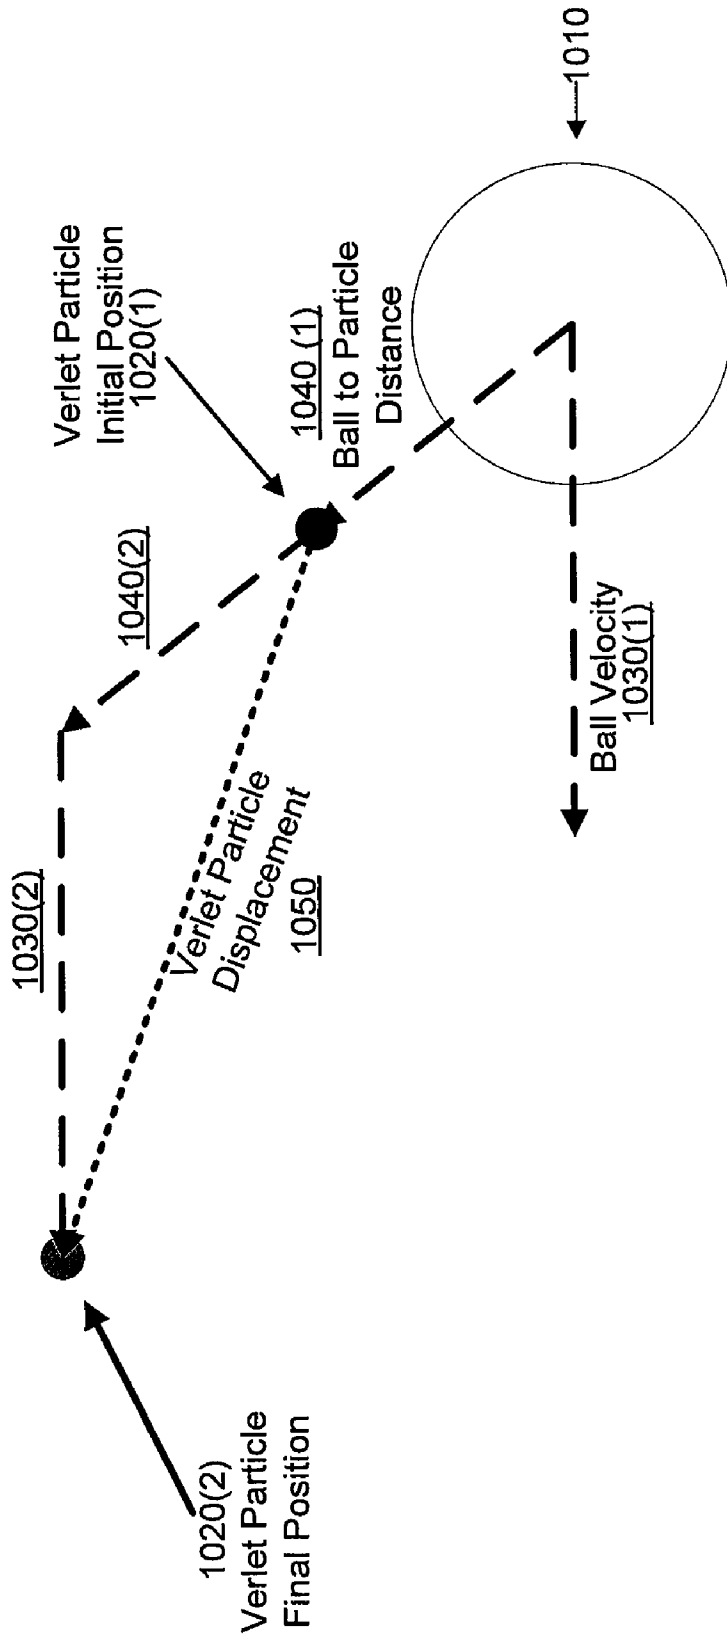 1020(2)
Verlet Particle
Final Position
1030(2)
Verlet Particle
Displacement
1050
1040(2)
Verlet Particle
Initial Position
1020(1)
1040 (1)
Ball to Particle
Distance
Ball Velocity
1030(1)
1010